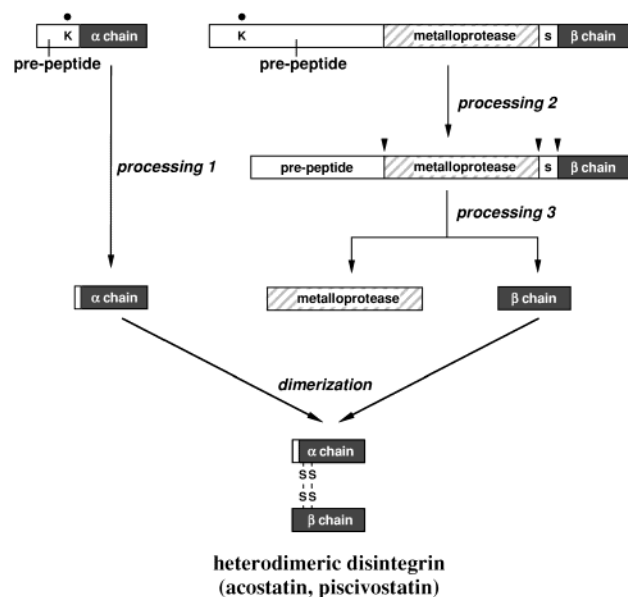 K α chain
K metalloprotease s β chain
pre-peptide
pre-peptide
processing 2
processing 1
pre-peptide metalloprotease s β chain
processing 3
α chain
metalloprotease
β chain
dimerization
α chain
S S
S S
β chain
heterodimeric disintegrin
(acostatin, piscivostatin)